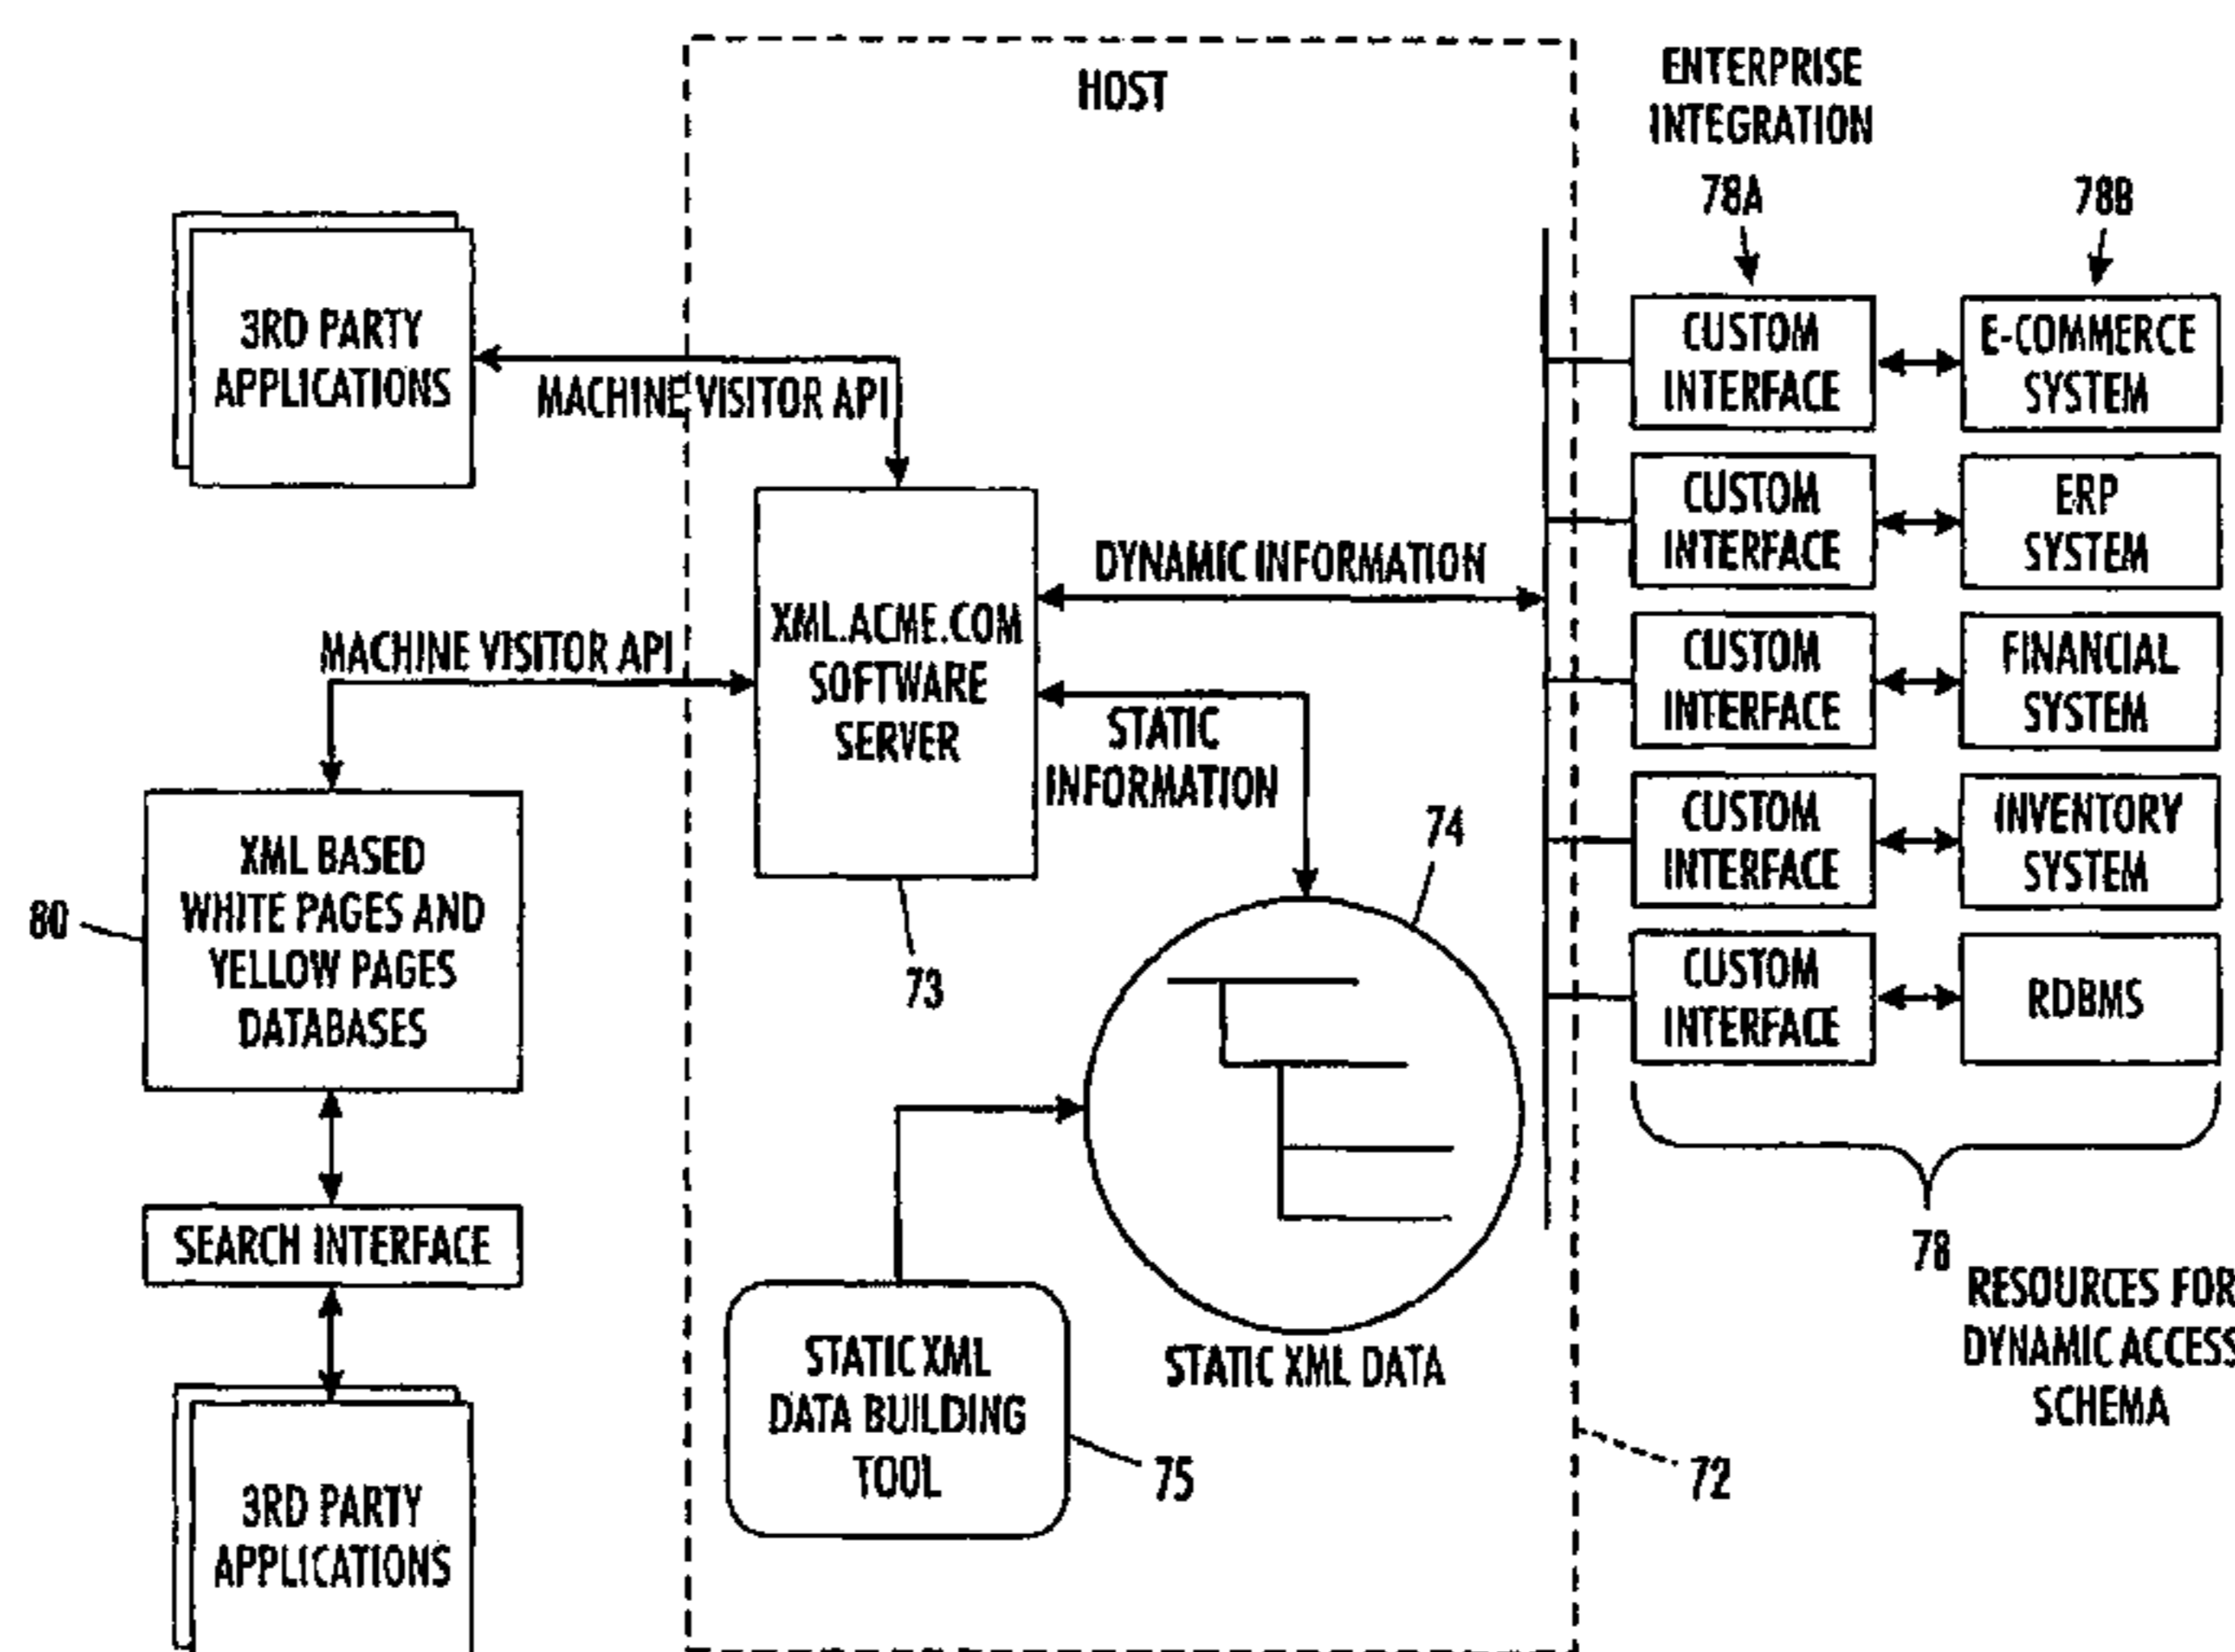 HOST
ENTERPRISE
INTEGRATION
78A
78B
3RD PARTY
APPLICATIONS
MACHINE VISITOR API
CUSTOM
INTERFACE
E-COMMERCE
SYSTEM
CUSTOM
INTERFACE
ERP
SYSTEM
CUSTOM
INTERFACE
FINANCIAL
SYSTEM
CUSTOM
INTERFACE
INVENTORY
SYSTEM
CUSTOM
INTERFACE
RDBMS
DYNAMIC INFORMATION
XML.ACME.COM
SOFTWARE
SERVER
MACHINE VISITOR API
STATIC
INFORMATION
74
73
80
XML BASED
WHITE PAGES AND
YELLOW PAGES
DATABASES
SEARCH INTERFACE
3RD PARTY
APPLICATIONS
STATIC XML
DATA BUILDING
TOOL
75
STATIC XML DATA
72
78
RESOURCES FOR
DYNAMIC ACCESS
SCHEMA